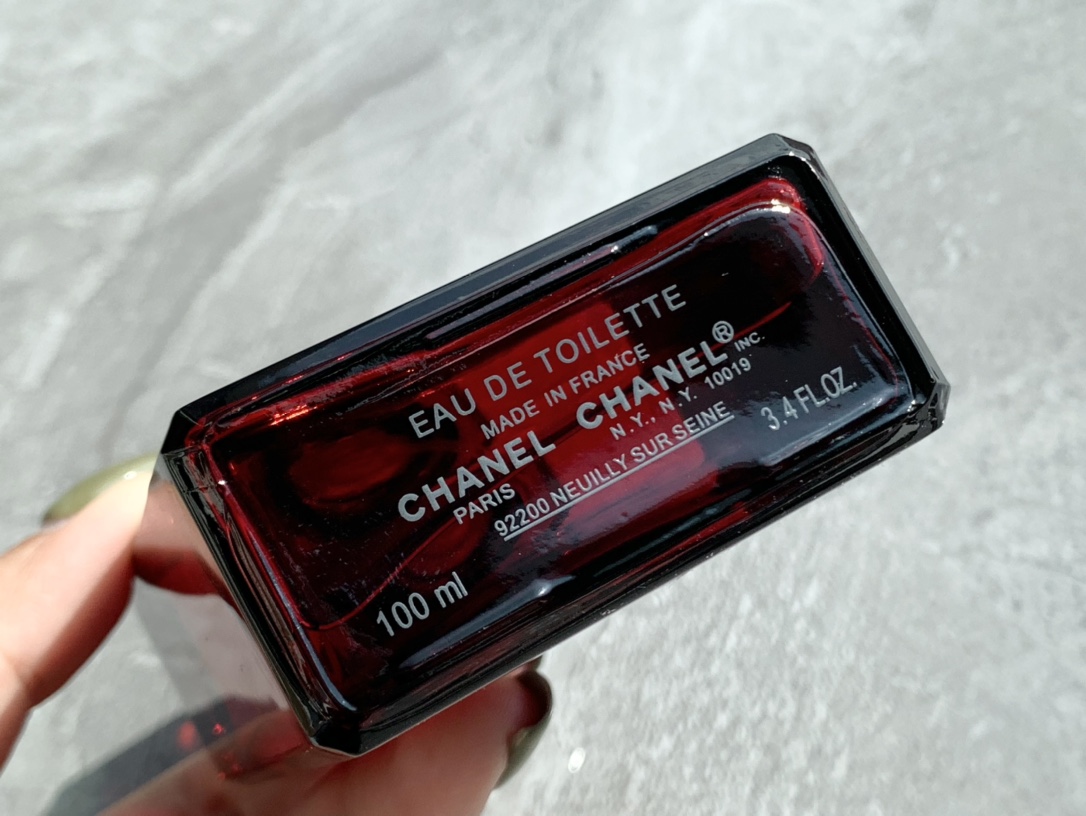 EAU DE TOILETTE
MADE IN FRANCE
CHANEL CHANEL® INC.
PARIS N.Y., N.Y. 10019
92200 NEUILLY SUR SEINE
100 ml 3.4 FL.OZ.